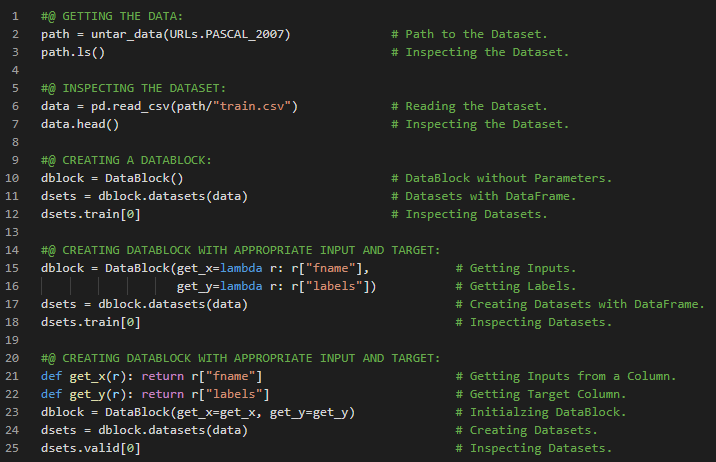 1 #@ GETTING THE DATA:
2 path = untar_data(URLs.PASCAL_2007) # Path to the Dataset.
3 path.ls() # Inspecting the Dataset.
4
5 #@ INSPECTING THE DATASET:
6 data = pd.read_csv(path/"train.csv") # Reading the Dataset.
7 data.head() # Inspecting the Dataset.
8
9 #@ CREATING A DATABLOCK:
10 dblock = DataBlock() # DataBlock without Parameters.
11 dsets = dblock.datasets(data) # Datasets with DataFrame.
12 dsets.train[0] # Inspecting Datasets.
13
14 #@ CREATING DATABLOCK WITH APPROPRIATE INPUT AND TARGET:
15 dblock = DataBlock(get_x=lambda r: r["fname"], # Getting Inputs.
16 get_y=lambda r: r["labels"]) # Getting Labels.
17 dsets = dblock.datasets(data) # Creating Datasets with DataFrame.
18 dsets.train[0] # Inspecting Datasets.
19
20 #@ CREATING DATABLOCK WITH APPROPRIATE INPUT AND TARGET:
21 def get_x(r): return r["fname"] # Getting Inputs from a Column.
22 def get_y(r): return r["labels"] # Getting Target Column.
23 dblock = DataBlock(get_x=get_x, get_y=get_y) # Initialzing DataBlock.
24 dsets = dblock.datasets(data) # Creating Datasets.
25 dsets.valid[0] # Inspecting Datasets.